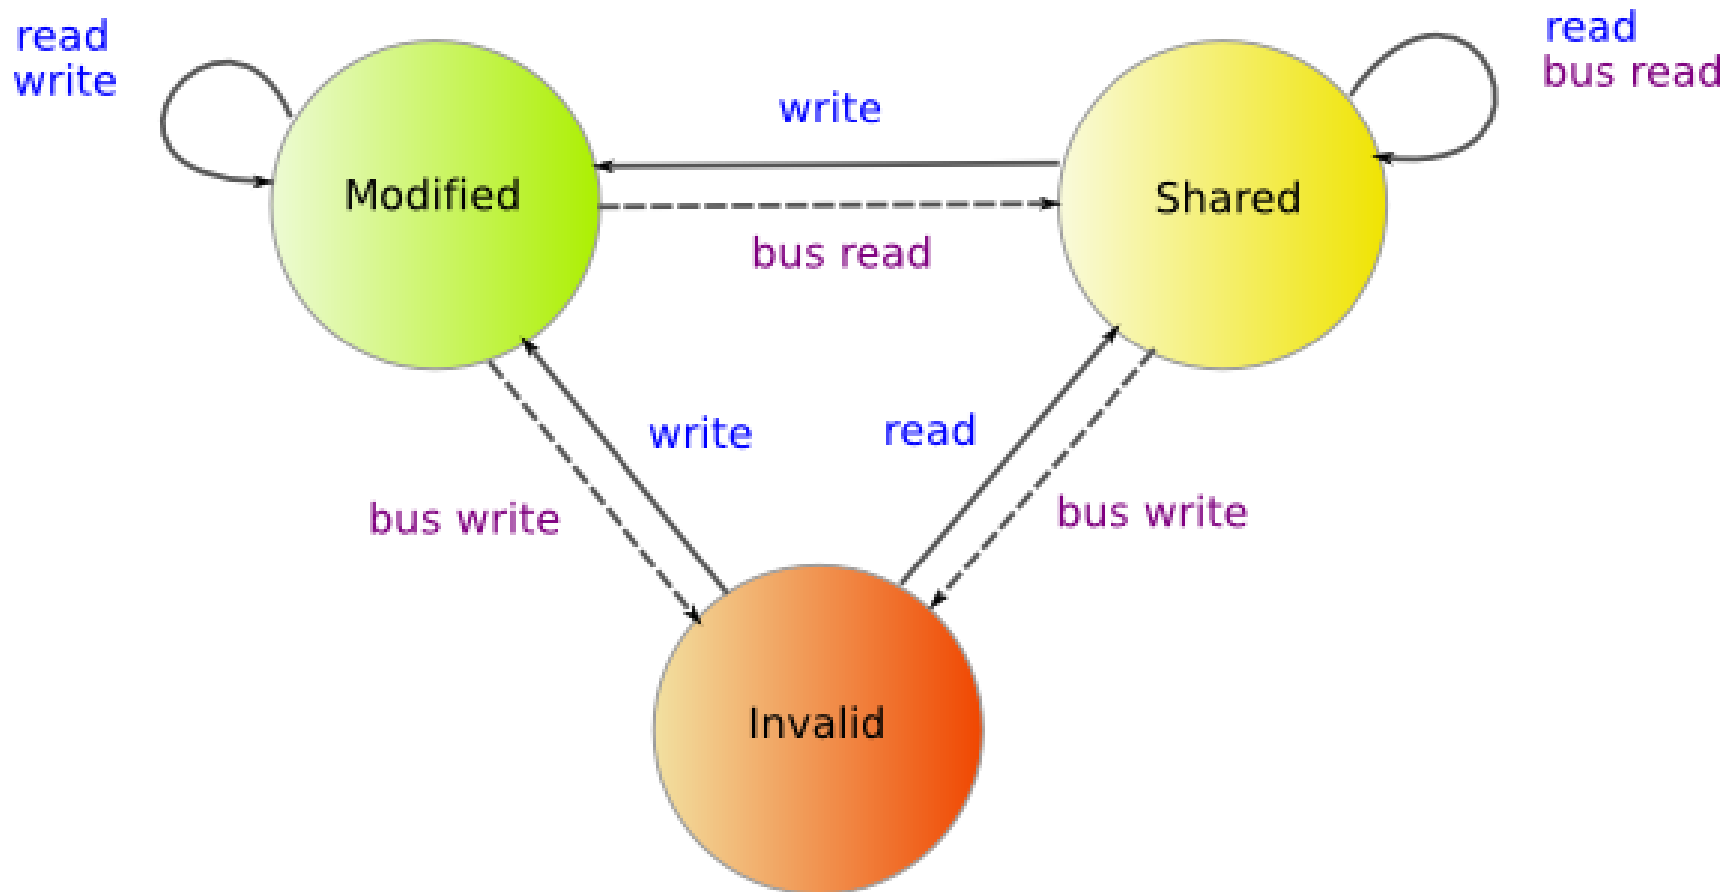 read
write
read
bus read
write
Modified
Shared
bus read
write
read
bus write
bus write
Invalid